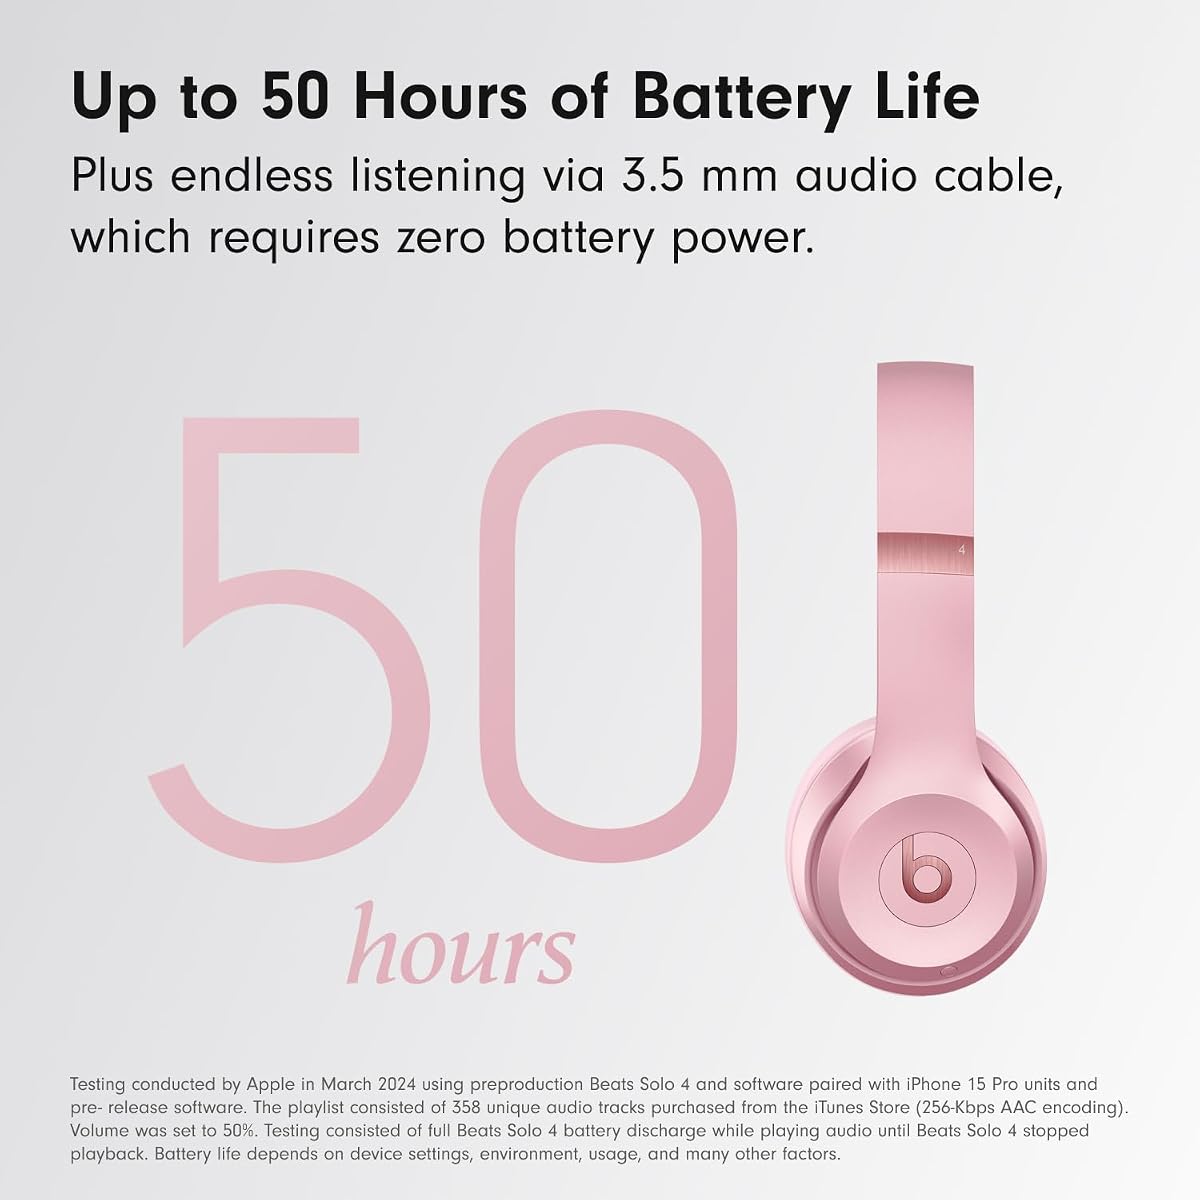 Up to 50 Hours of Battery Life
Plus endless listening via 3.5 mm audio cable,
which requires zero battery power.
50
4
b
hours
Testing conducted by Apple in March 2024 using preproduction Beats Solo 4 and software paired with iPhone 15 Pro units and
pre- release software. The playlist consisted of 358 unique audio tracks purchased from the iTunes Store (256-Kbps AAC encoding).
Volume was set to 50%. Testing consisted of full Beats Solo 4 battery discharge while playing audio until Beats Solo 4 stopped
playback. Battery life depends on device settings, environment, usage, and many other factors.